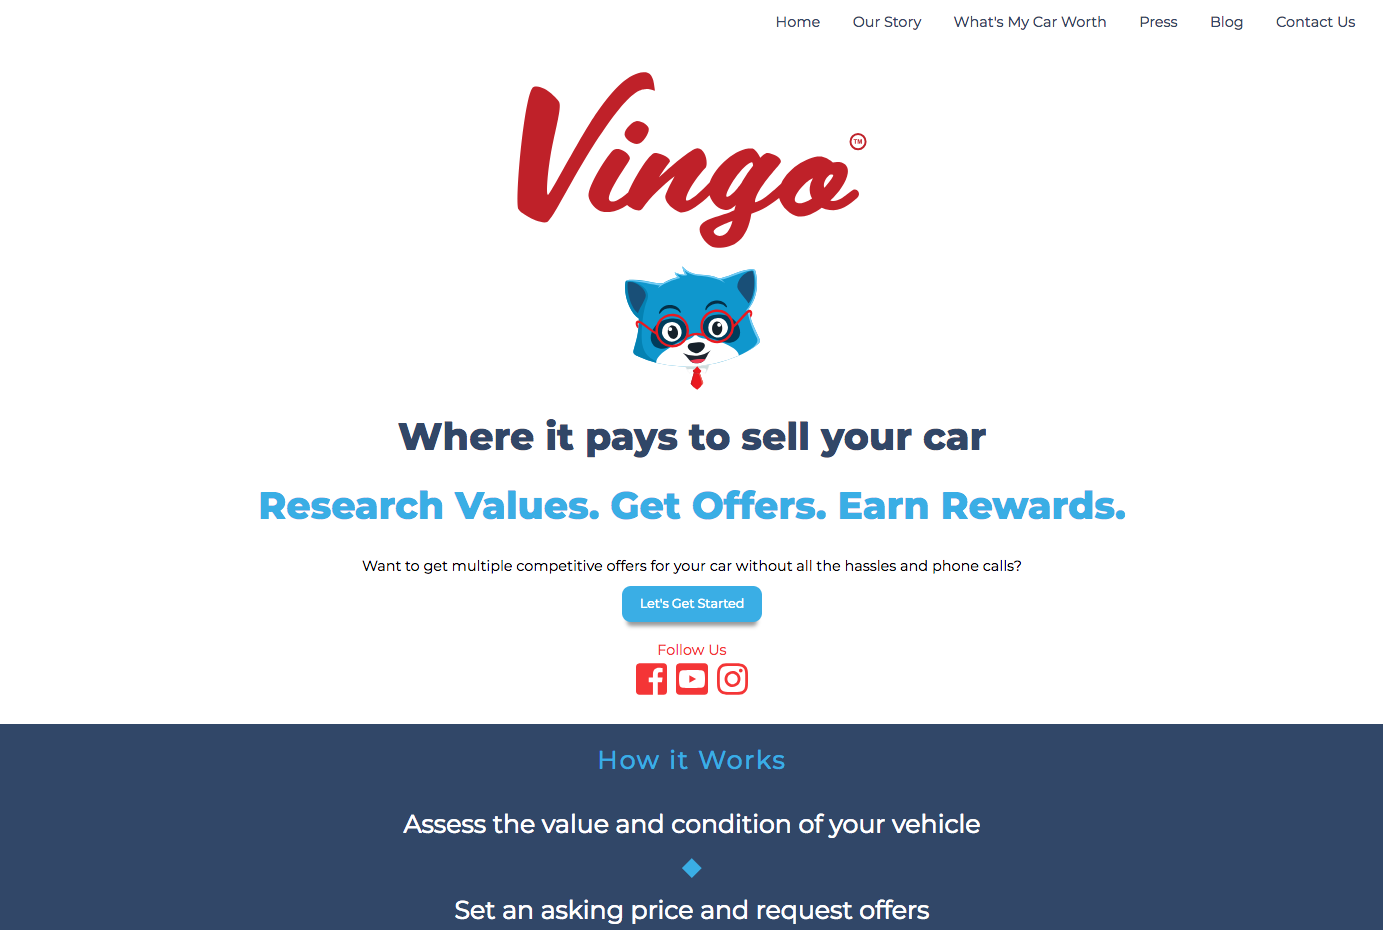 Home Our Story What's My Car Worth Press Blog Contact Us
Vingo TM
Where it pays to sell your car
Research Values. Get Offers. Earn Rewards.
Want to get multiple competitive offers for your car without all the hassles and phone calls?
Let's Get Started
Follow Us
How it Works
Assess the value and condition of your vehicle
Set an asking price and request offers